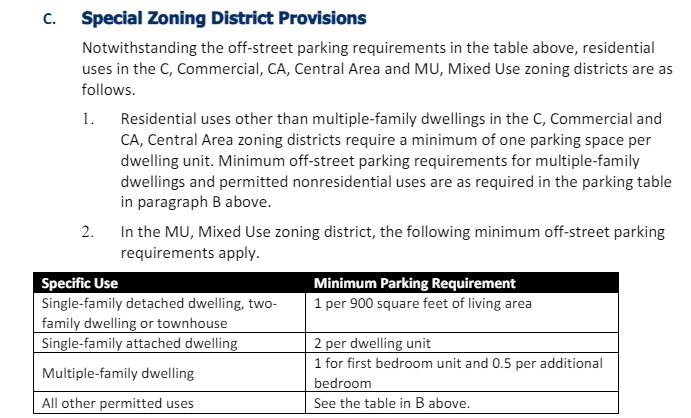 C. Special Zoning District Provisions
Notwithstanding the off-street parking requirements in the table above, residential
uses in the C, Commercial, CA, Central Area and MU, Mixed Use zoning districts are as
follows.
1. Residential uses other than multiple-family dwellings in the C, Commercial and
CA, Central Area zoning districts require a minimum of one parking space per
dwelling unit. Minimum off-street parking requirements for multiple-family
dwellings and permitted nonresidential uses are as required in the parking table
in paragraph B above.
2. In the MU, Mixed Use zoning district, the following minimum off-street parking
requirements apply.
Specific Use Minimum Parking Requirement
Single-family detached dwelling, two- 1 per 900 square feet of living area
family dwelling or townhouse
Single-family attached dwelling 2 per dwelling unit
Multiple-family dwelling 1 for first bedroom unit and 0.5 per additional
bedroom
All other permitted uses See the table in B above.